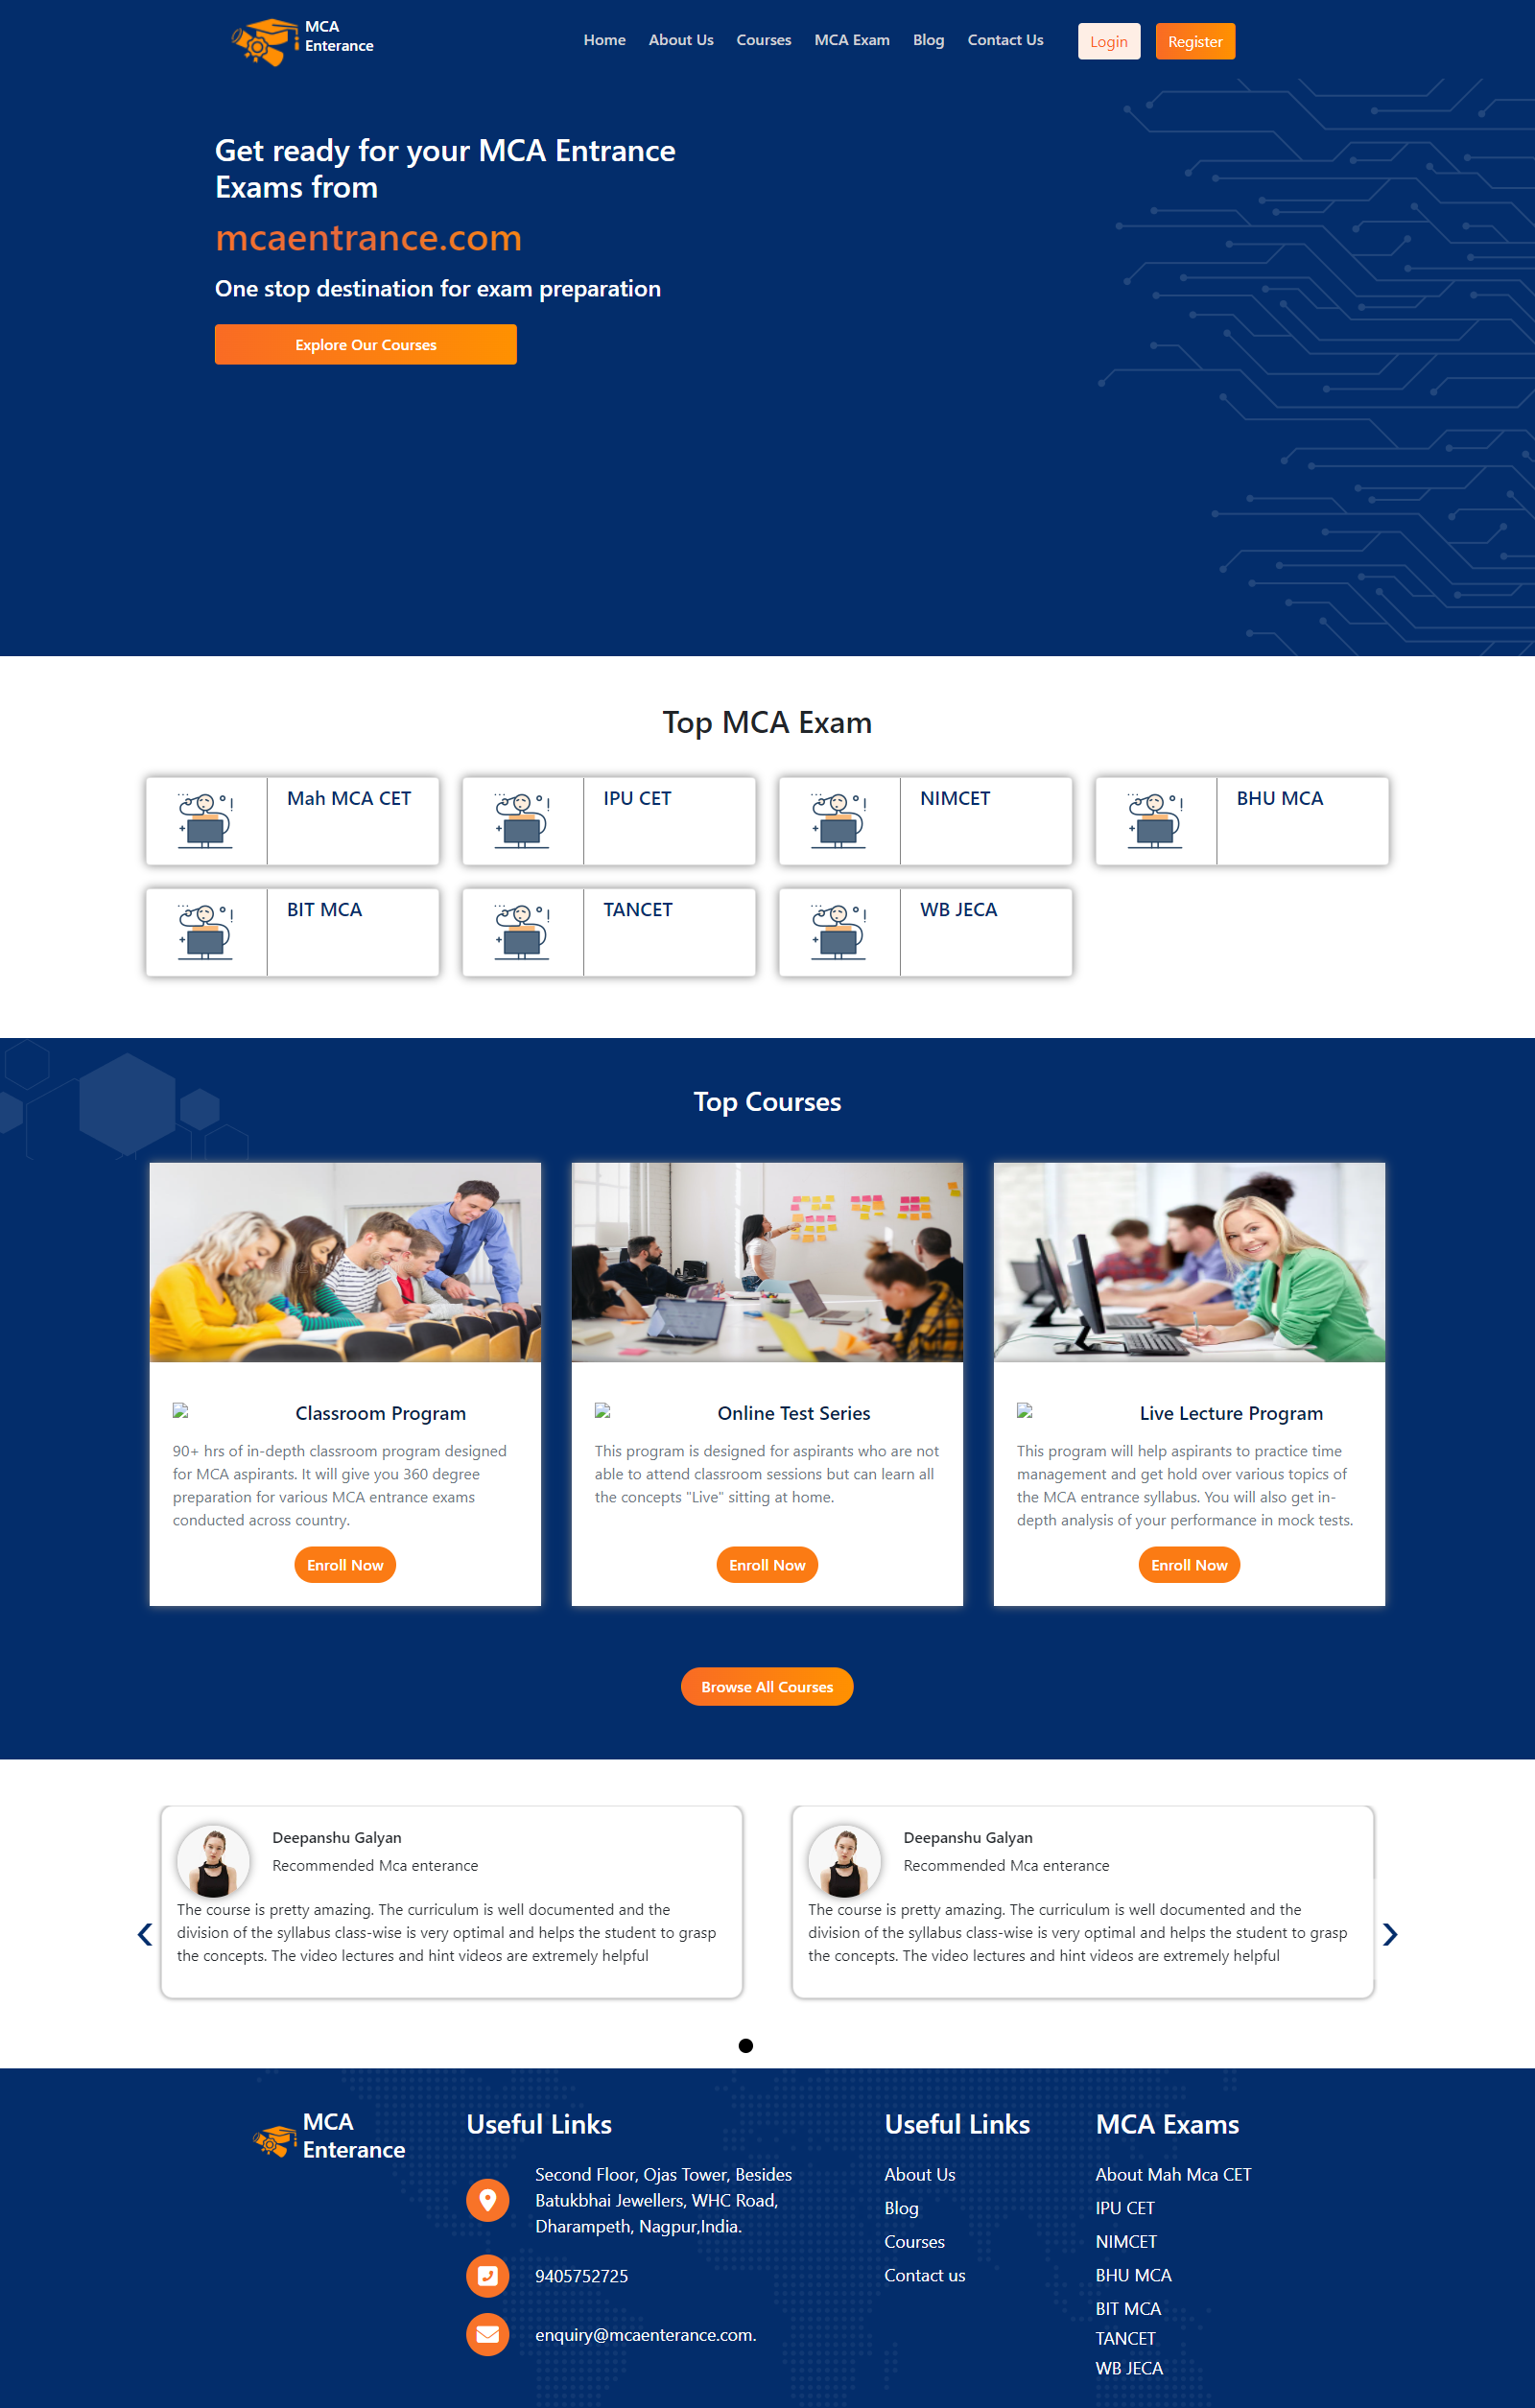 MCA
Enterance
Home About Us Courses MCA Exam Blog Contact Us Login Register
Get ready for your MCA Entrance
Exams from
mcaentrance.com
One stop destination for exam preparation
Explore Our Courses
Top MCA Exam
Mah MCA CET
IPU CET
NIMCET
BHU MCA
BIT MCA
TANCET
WB JECA
Top Courses
Classroom Program
90+ hrs of in-depth classroom program designed
for MCA aspirants. It will give you 360 degree
preparation for various MCA entrance exams
conducted across country.
Enroll Now
Online Test Series
This program is designed for aspirants who are not
able to attend classroom sessions but can learn all
the concepts "Live" sitting at home.
Enroll Now
Live Lecture Program
This program will help aspirants to practice time
management and get hold over various topics of
the MCA entrance syllabus. You will also get in-
depth analysis of your performance in mock tests.
Enroll Now
Browse All Courses
Deepanshu Galyan
Recommended Mca enterance
The course is pretty amazing. The curriculum is well documented and the
division of the syllabus class-wise is very optimal and helps the student to grasp
the concepts. The video lectures and hint videos are extremely helpful
Deepanshu Galyan
Recommended Mca enterance
The course is pretty amazing. The curriculum is well documented and the
division of the syllabus class-wise is very optimal and helps the student to grasp
the concepts. The video lectures and hint videos are extremely helpful
MCA
Enterance
Useful Links
Second Floor, Ojas Tower, Besides
Batukbhai Jewellers, WHC Road,
Dharampeth, Nagpur,India.
9405752725
enquiry@mcaenterance.com.
Useful Links
About Us
Blog
Courses
Contact us
MCA Exams
About Mah Mca CET
IPU CET
NIMCET
BHU MCA
BIT MCA
TANCET
WB JECA